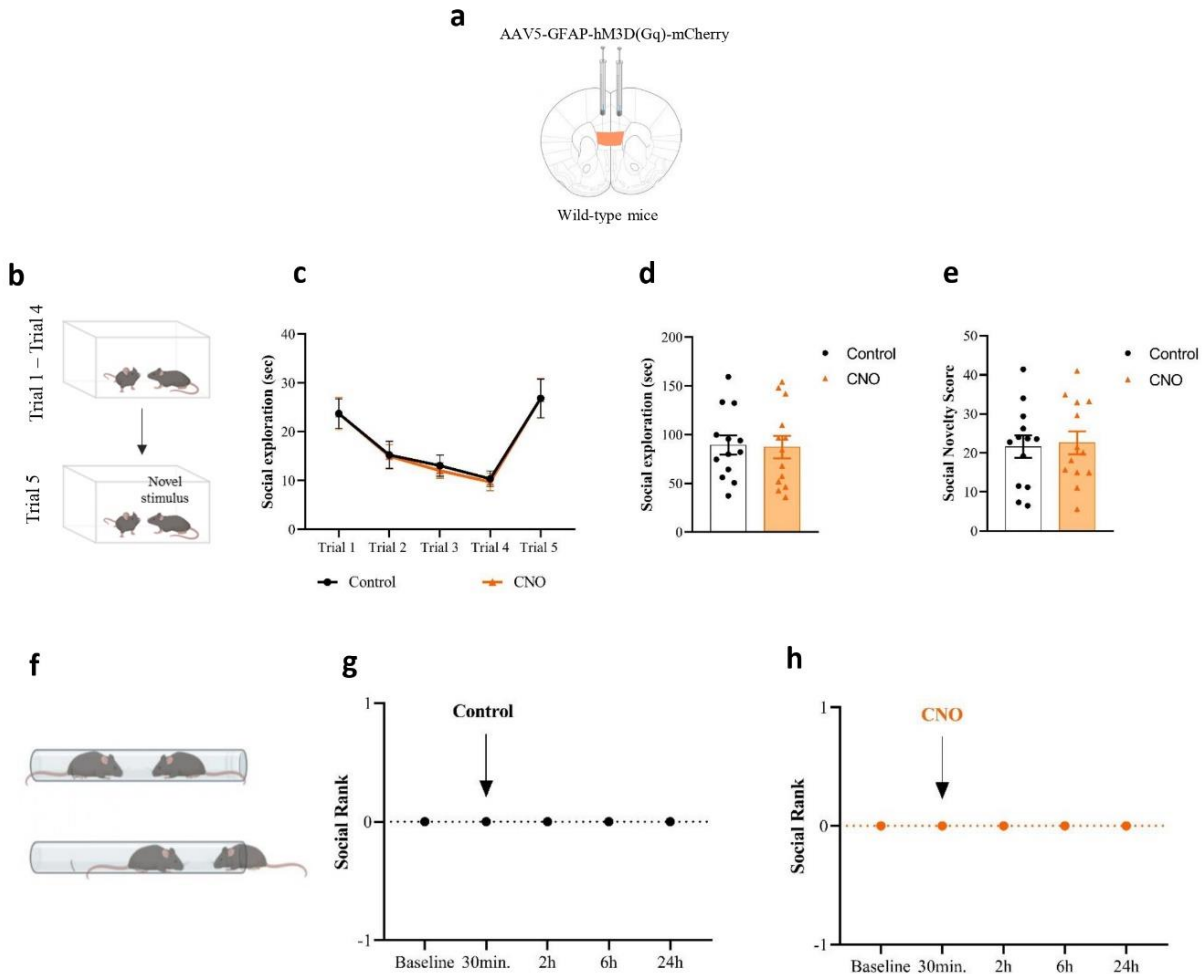 a
AAV5-GFAP-hM3D(Gq)-mCherry
Wild-type mice
b
Trial 1 – Trial 4
Trial 5
Novel
stimulus
c
Social exploration (sec)
40
30
20
10
0
Trial 1 Trial 2 Trial 3 Trial 4 Trial 5
Control CNO
d
Social exploration (sec)
200
150
100
50
0
Control
CNO
e
Social Novelty Score
50
40
30
20
10
0
Control
CNO
f
g
Social Rank
1
0
-1
Control
Baseline 30min. 2h 6h 24h
h
Social Rank
1
0
-1
CNO
Baseline 30min. 2h 6h 24h